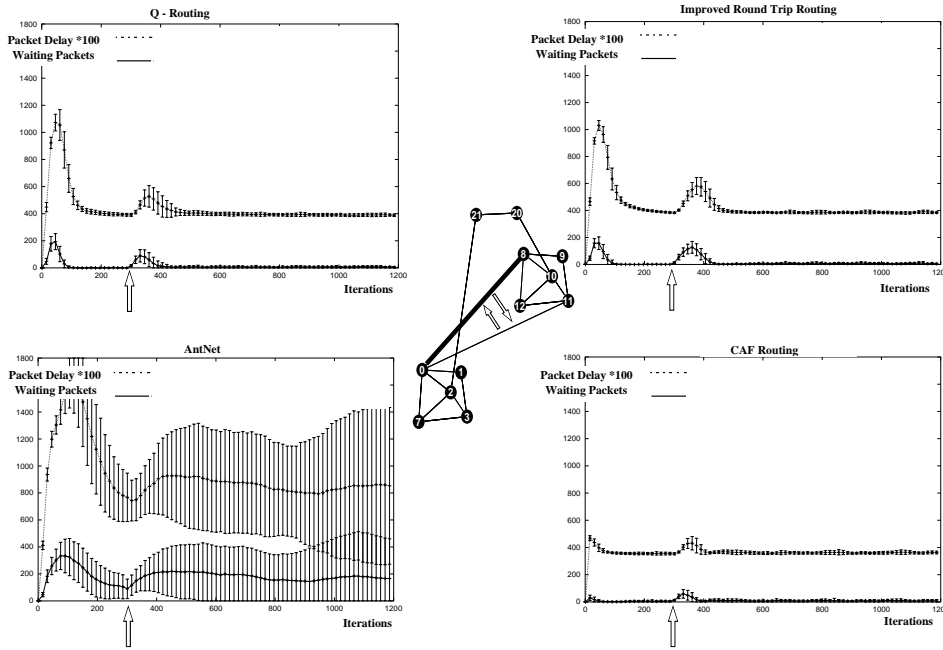 Q - Routing
1800
1600
1400
1200
1000
800
600
400
200
0
Packet Delay *100
Waiting Packets
0 200 400 600 800 1000 1200
Iterations
Improved Round Trip Routing
1800
1600
1400
1200
1000
800
600
400
200
0
Packet Delay *100
Waiting Packets
0 200 400 600 800 1000 1200
Iterations
21 20
8 9
10
12 11
0 1
2
7 3
AntNet
1800
1600
1400
1200
1000
800
600
400
200
0
Packet Delay *100
Waiting Packets
0 200 400 600 800 1000 1200
Iterations
CAF Routing
1800
1600
1400
1200
1000
800
600
400
200
0
Packet Delay *100
Waiting Packets
0 200 400 600 800 1000 1200
Iterations